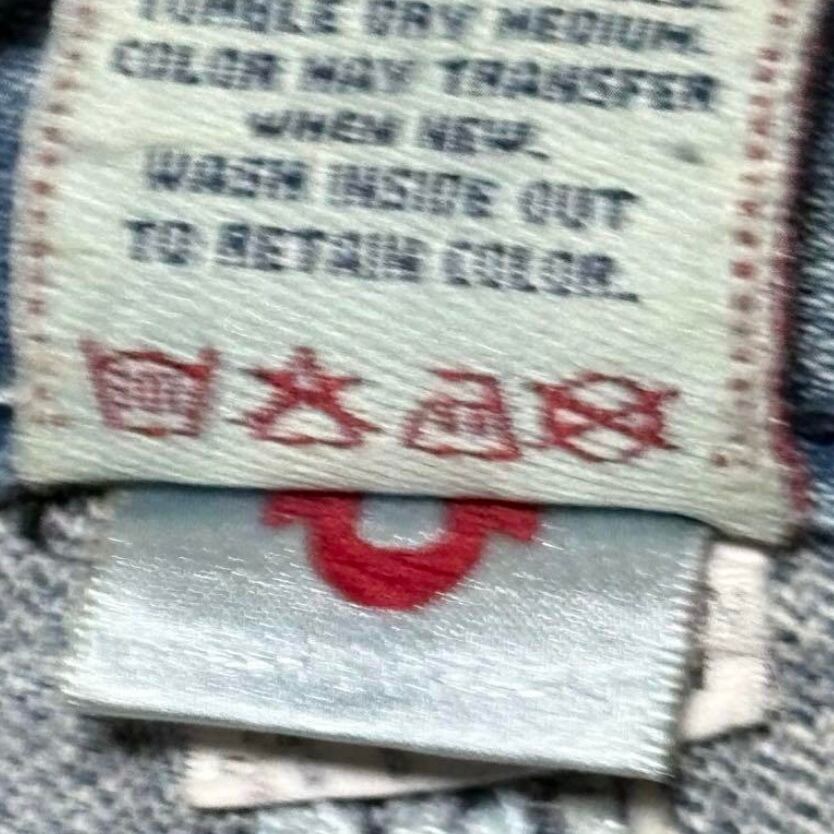 TUMBLE DRY MEDIUM.
COLOR MAY TRANSFER
WHEN NEW.
WASH INSIDE OUT
TO RETAIN COLOR.